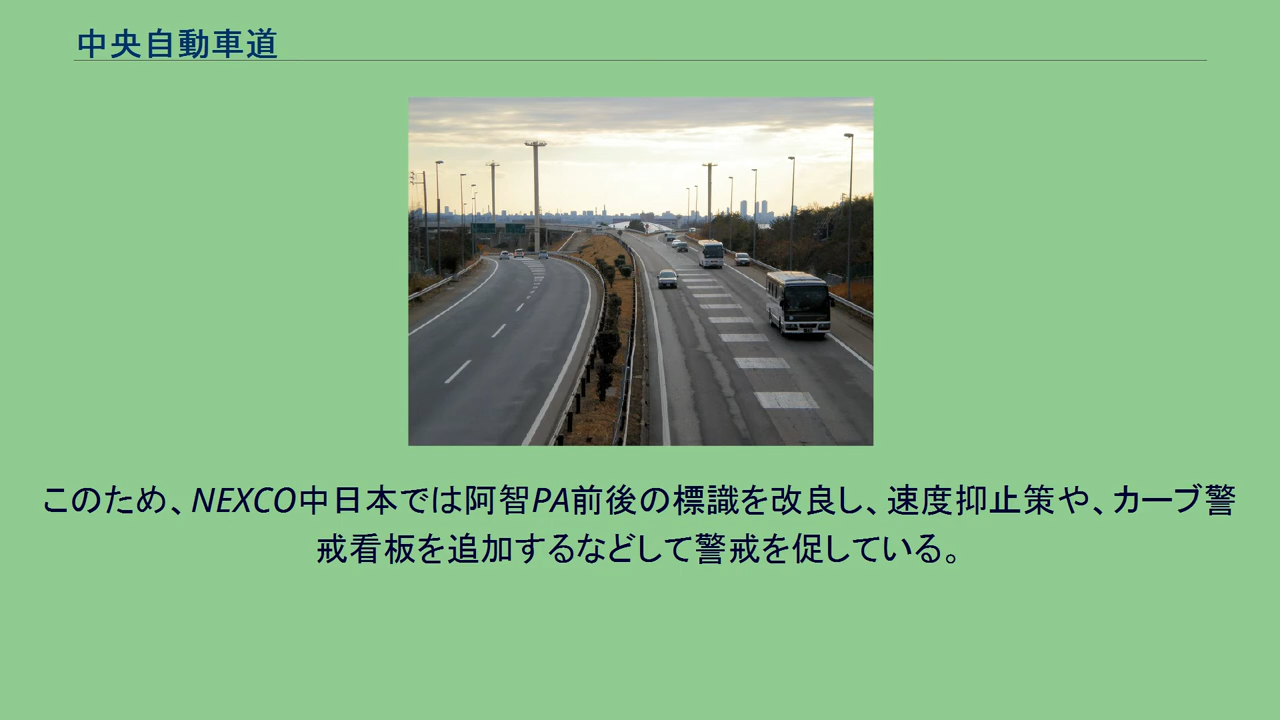 中央自動車道
このため、NEXCO中日本では阿智PA前後の標識を改良し、速度抑止策や、カーブ警
戒看板を追加するなどして警戒を促している。